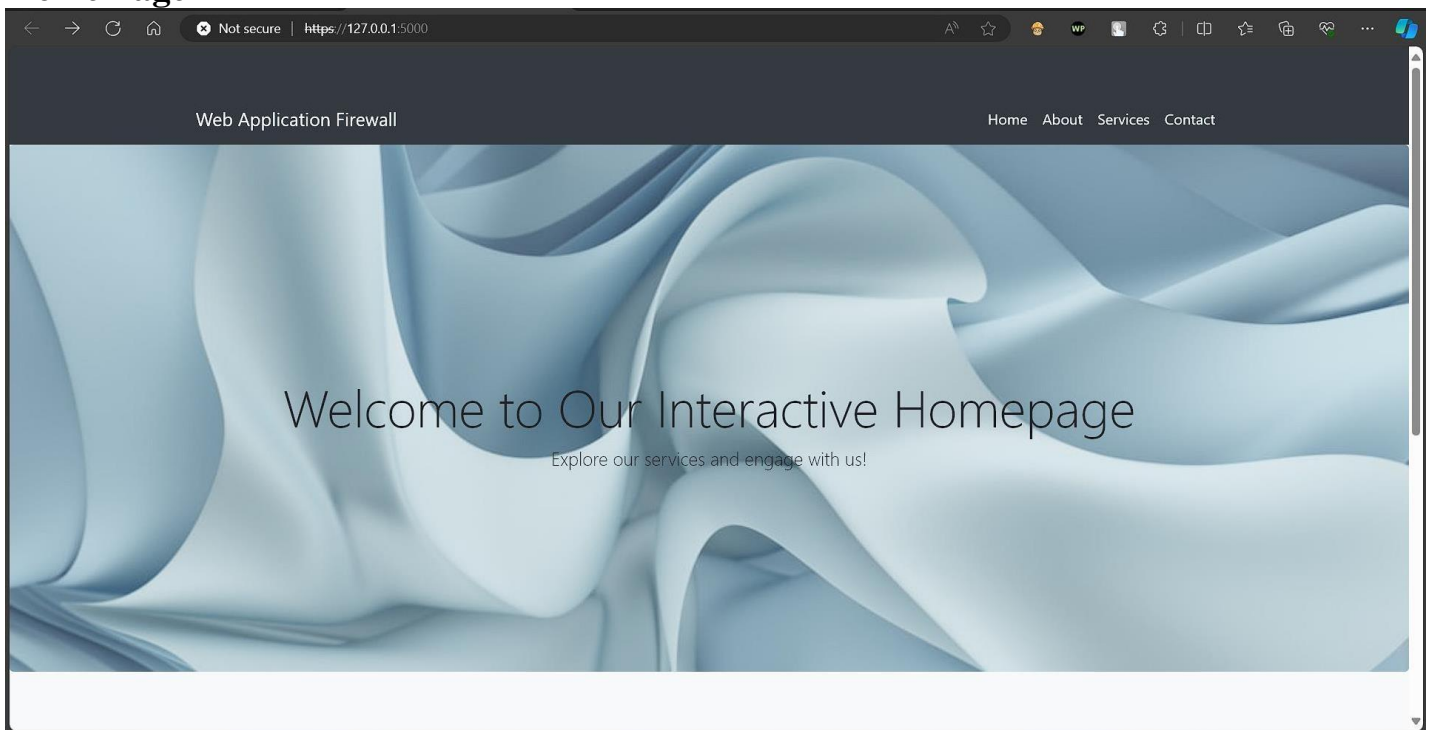 Not secure | https://127.0.0.1:5000
WP
Web Application Firewall
Home About Services Contact
Welcome to Our Interactive Homepage
Explore our services and engage with us!